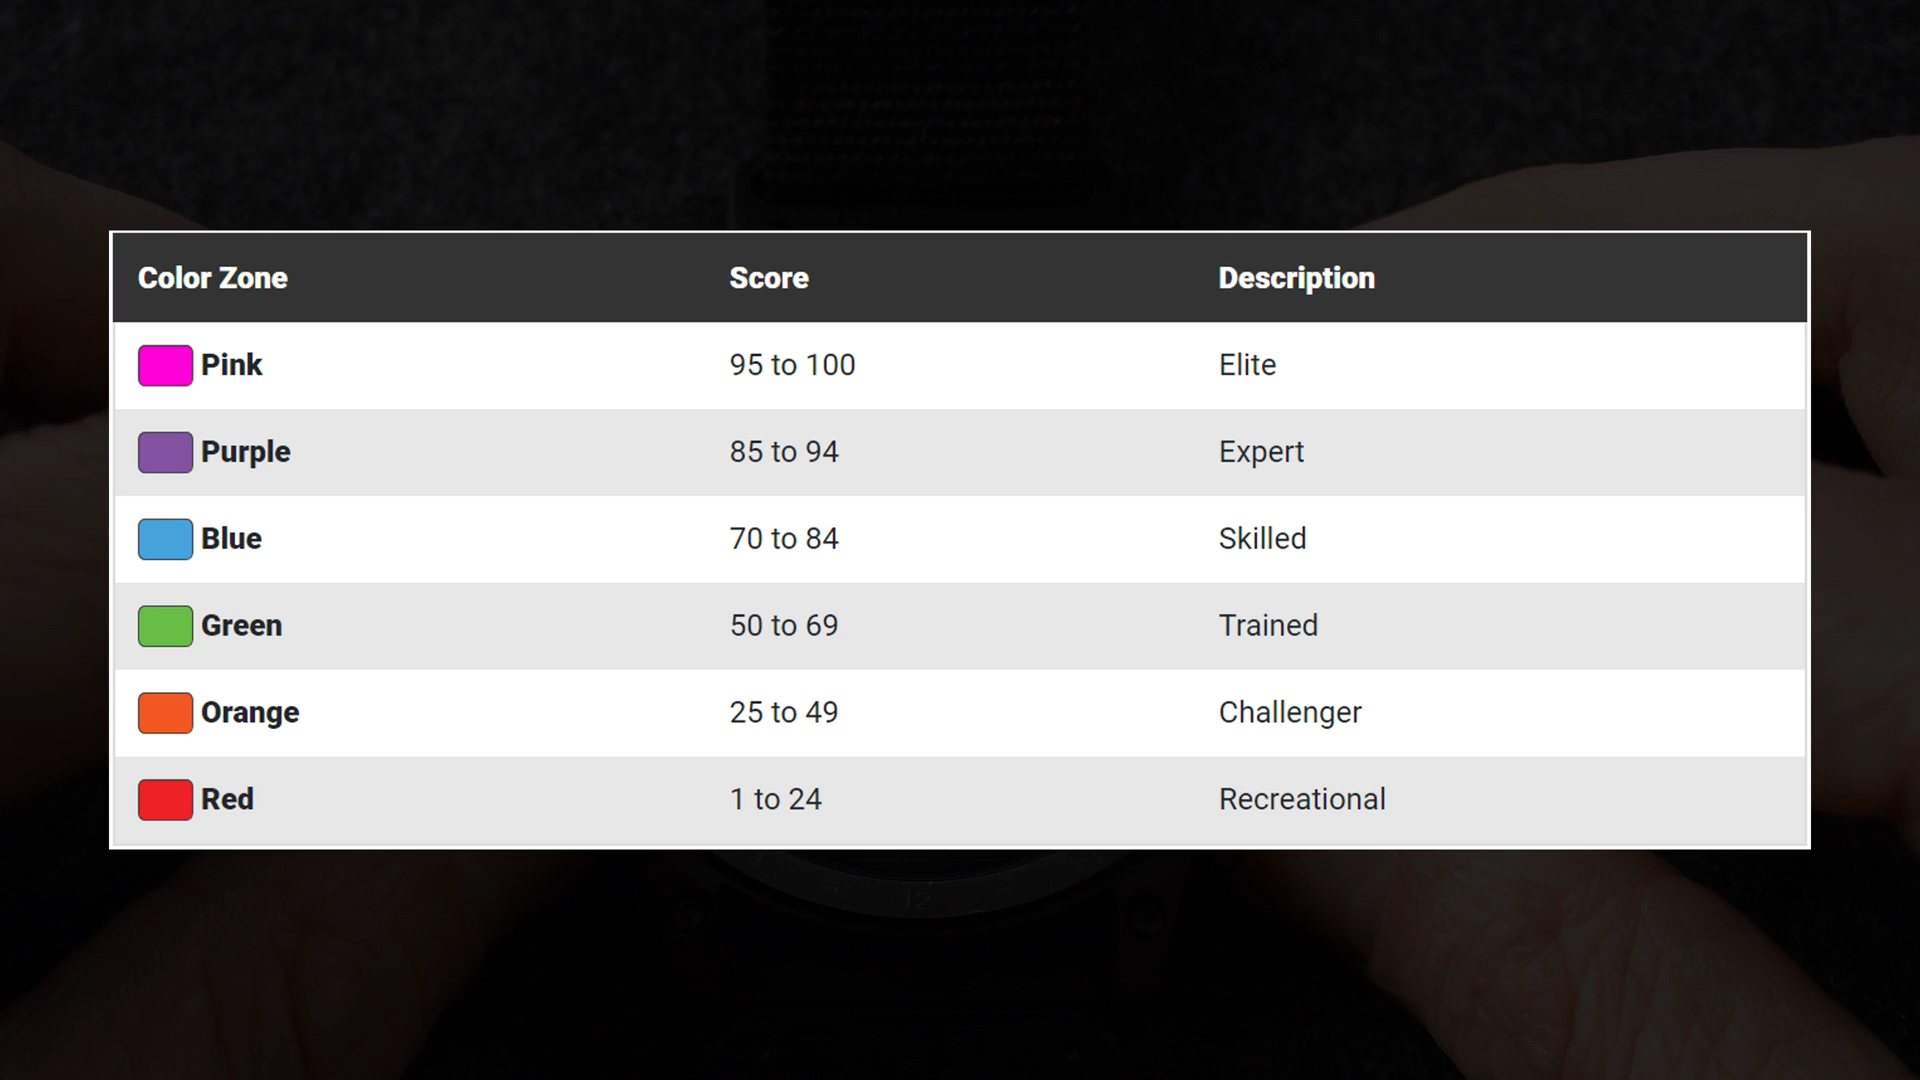 Color Zone Score Description
Pink 95 to 100 Elite
Purple 85 to 94 Expert
Blue 70 to 84 Skilled
Green 50 to 69 Trained
Orange 25 to 49 Challenger
Red 1 to 24 Recreational
12